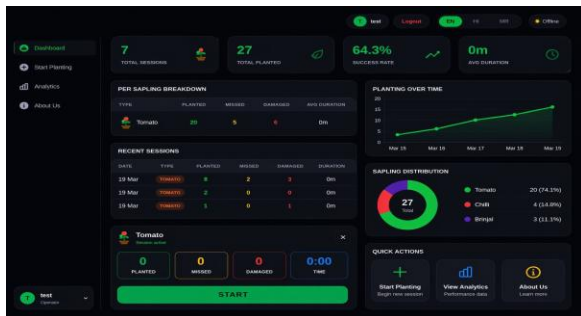 T test Logout EN TE हिंदी Offline
Dashboard
Start Planting
Analytics
About Us
7
TOTAL SESSIONS
27
TOTAL PLANTED
64.3%
SUCCESS RATE
0m
AVG DURATION
PER SAPLING BREAKDOWN
TYPE PLANTED MISSED DAMAGED AVG DURATION
Tomato 20 5 6 0m
RECENT SESSIONS
DATE TYPE PLANTED MISSED DAMAGED DURATION
19 Mar TOMATO 8 2 3 0m
19 Mar TOMATO 2 0 0 0m
19 Mar TOMATO 1 0 1 0m
Tomato ×
Session active
0
PLANTED
0
MISSED
0
DAMAGED
0:00
TIME
START
PLANTING OVER TIME
20
15
10
5
0
Mar 15 Mar 16 Mar 17 Mar 18 Mar 19
SAPLING DISTRIBUTION
27
Total
Tomato 20 (74.1%)
Chilli 4 (14.8%)
Brinjal 3 (11.1%)
QUICK ACTIONS
Start Planting
Begin new session
View Analytics
Performance data
About Us
Learn more
T test
Operator